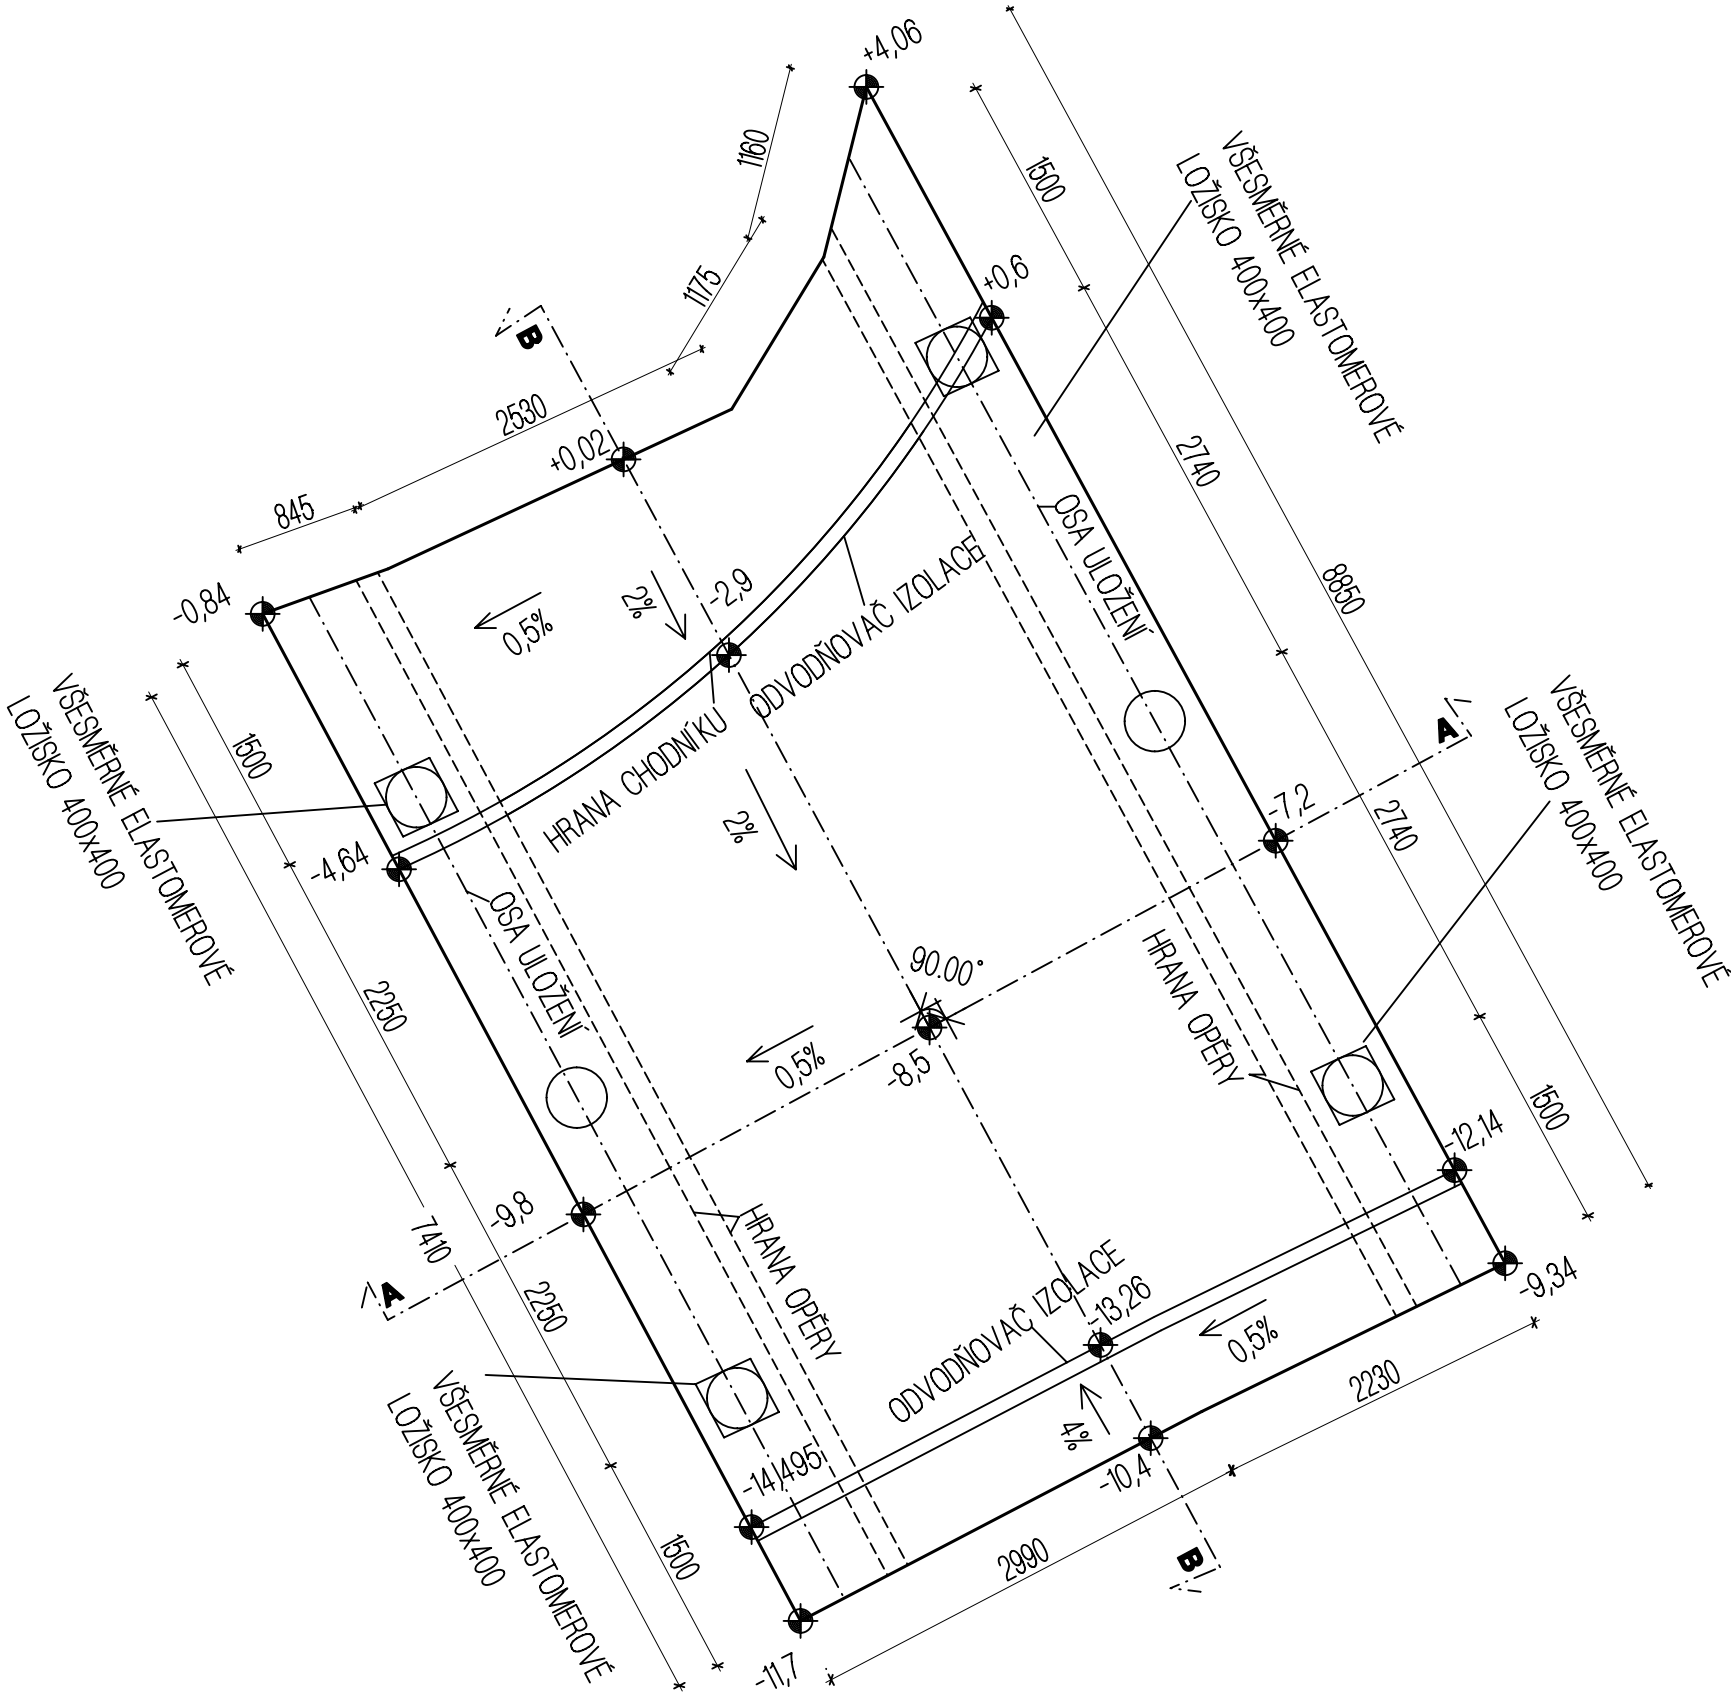 +4,06
1160
1500
VŠESMĚRNÉ ELASTOMEROVÉ
LOŽISKO 400x400
1175
+0,6
B
2530
+0,02
2740
845
OSA ULOŽENÍ
8850
-0,84
0,5%
2%
-2,9
ODVODŇOVAČ IZOLACE
HRANA CHODNÍKU
VŠESMĚRNÉ ELASTOMEROVÉ
LOŽISKO 400x400
1500
-4,64
2%
A
-7,2
2740
VŠESMĚRNÉ ELASTOMEROVÉ
LOŽISKO 400x400
OSA ULOŽENÍ
2250
90.00°
-8,5
0,5%
HRANA OPĚRY
1500
-12,14
-9,8
7410
A
2250
HRANA OPĚRY
ODVODŇOVAČ IZOLACE
-13,26
-9,34
0,5%
2230
4%
-10,4
VŠESMĚRNÉ ELASTOMEROVÉ
LOŽISKO 400x400
-14,495
1500
2990
B
-11,7